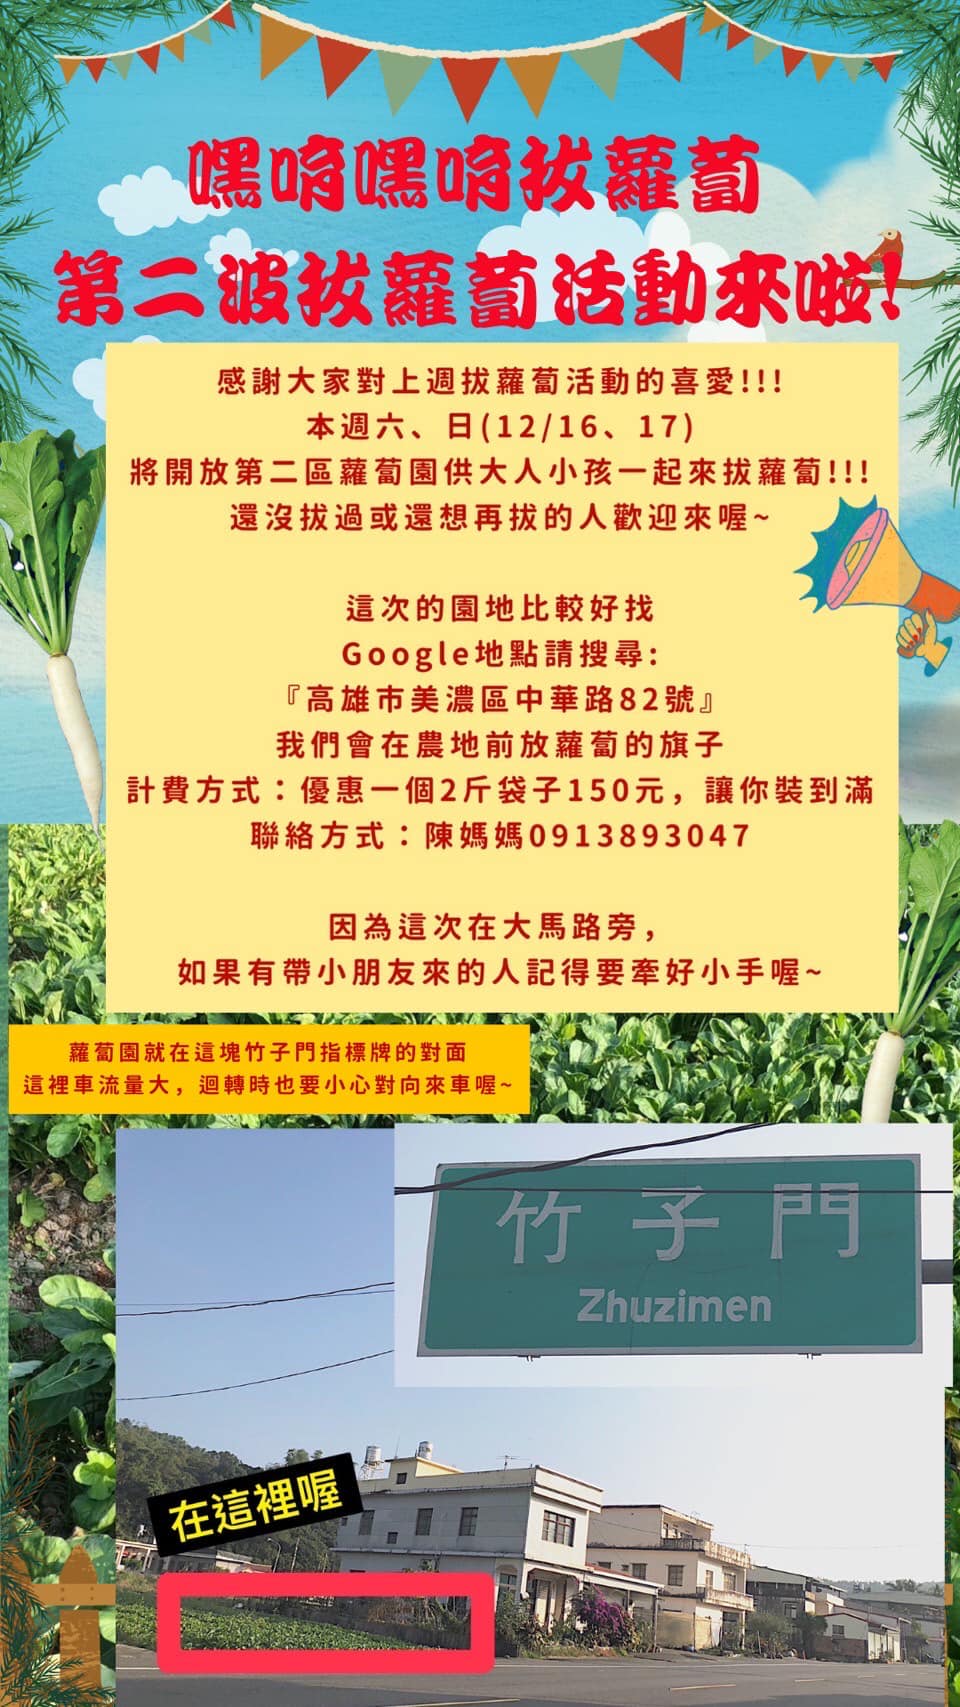 嘿咻嘿咻拔蘿蔔
第二波拔蘿蔔活動來啦!
感謝大家對上週拔蘿蔔活動的喜愛!!!
本週六、日(12/16、17)
將開放第二區蘿蔔園供大人小孩一起來拔蘿蔔!!!
還沒拔過或還想再拔的人歡迎來喔~
這次的園地比較好找
Google地點請搜尋:
『高雄市美濃區中華路82號』
我們會在農地前放蘿蔔的旗子
計費方式：優惠一個2斤袋子150元，讓你裝到滿
聯絡方式：陳媽媽0913893047
因為這次在大馬路旁，
如果有帶小朋友來的人記得要牽好小手喔~
蘿蔔園就在這塊竹子門指標牌的對面
這裡車流量大，迴轉時也要小心對向來車喔~
竹子門
Zhuzimen
在這裡喔